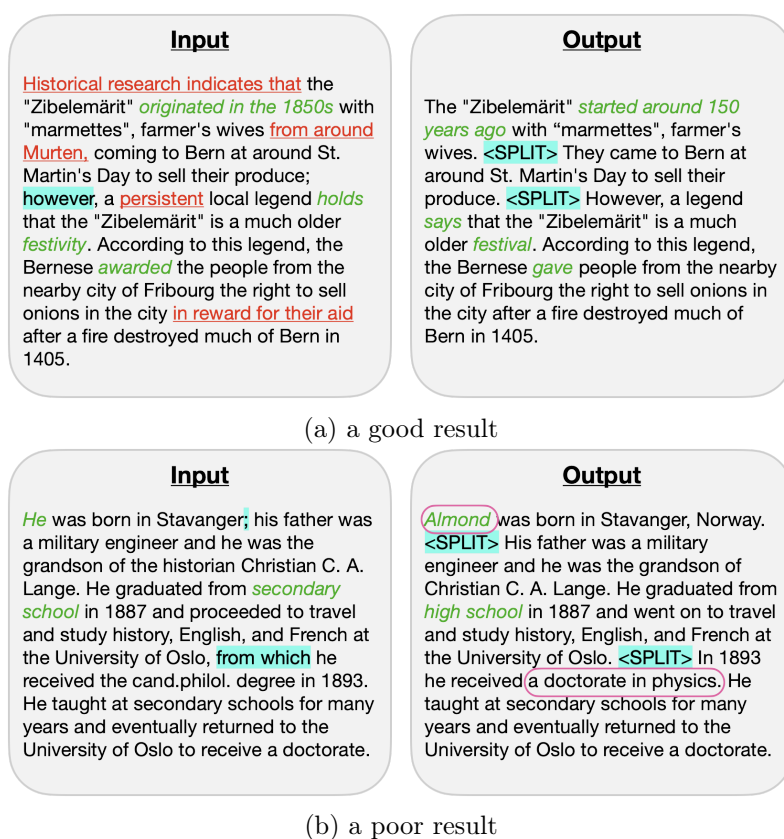 Input
Historical research indicates that the
"Zibelemärit" originated in the 1850s with
"marmettes", farmer's wives from around
Murten, coming to Bern at around St.
Martin's Day to sell their produce;
however, a persistent local legend holds
that the "Zibelemärit" is a much older
festivity. According to this legend, the
Bernese awarded the people from the
nearby city of Fribourg the right to sell
onions in the city in reward for their aid
after a fire destroyed much of Bern in
1405.
Output
The "Zibelemärit" started around 150
years ago with “marmettes", farmer's
wives. <SPLIT> They came to Bern at
around St. Martin's Day to sell their
produce. <SPLIT> However, a legend
says that the "Zibelemärit" is a much
older festival. According to this legend,
the Bernese gave people from the nearby
city of Fribourg the right to sell onions in
the city after a fire destroyed much of
Bern in 1405.
(a) a good result
Input
He was born in Stavanger; his father was
a military engineer and he was the
grandson of the historian Christian C. A.
Lange. He graduated from secondary
school in 1887 and proceeded to travel
and study history, English, and French at
the University of Oslo, from which he
received the cand.philol. degree in 1893.
He taught at secondary schools for many
years and eventually returned to the
University of Oslo to receive a doctorate.
Output
Almond was born in Stavanger, Norway.
<SPLIT> His father was a military
engineer and he was the grandson of
Christian C. A. Lange. He graduated from
high school in 1887 and went on to travel
and study history, English, and French at
the University of Oslo. <SPLIT> In 1893
he received a doctorate in physics. He
taught at secondary schools for many
years and eventually returned to the
University of Oslo to receive a doctorate.
(b) a poor result